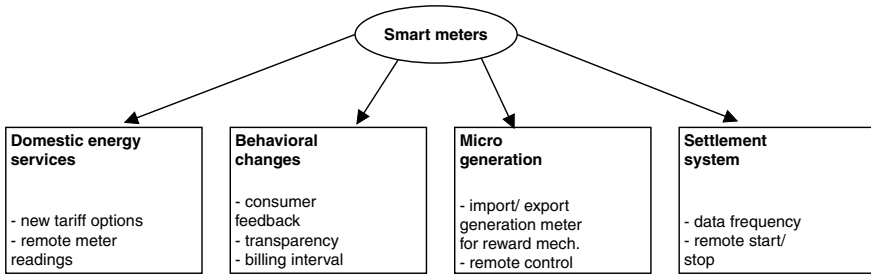 Smart meters
Domestic energy
services
- new tariff options
- remote meter
readings
Behavioral
changes
- consumer
feedback
- transparency
- billing interval
Micro
generation
- import/ export
generation meter
for reward mech.
- remote control
Settlement
system
- data frequency
- remote start/
stop